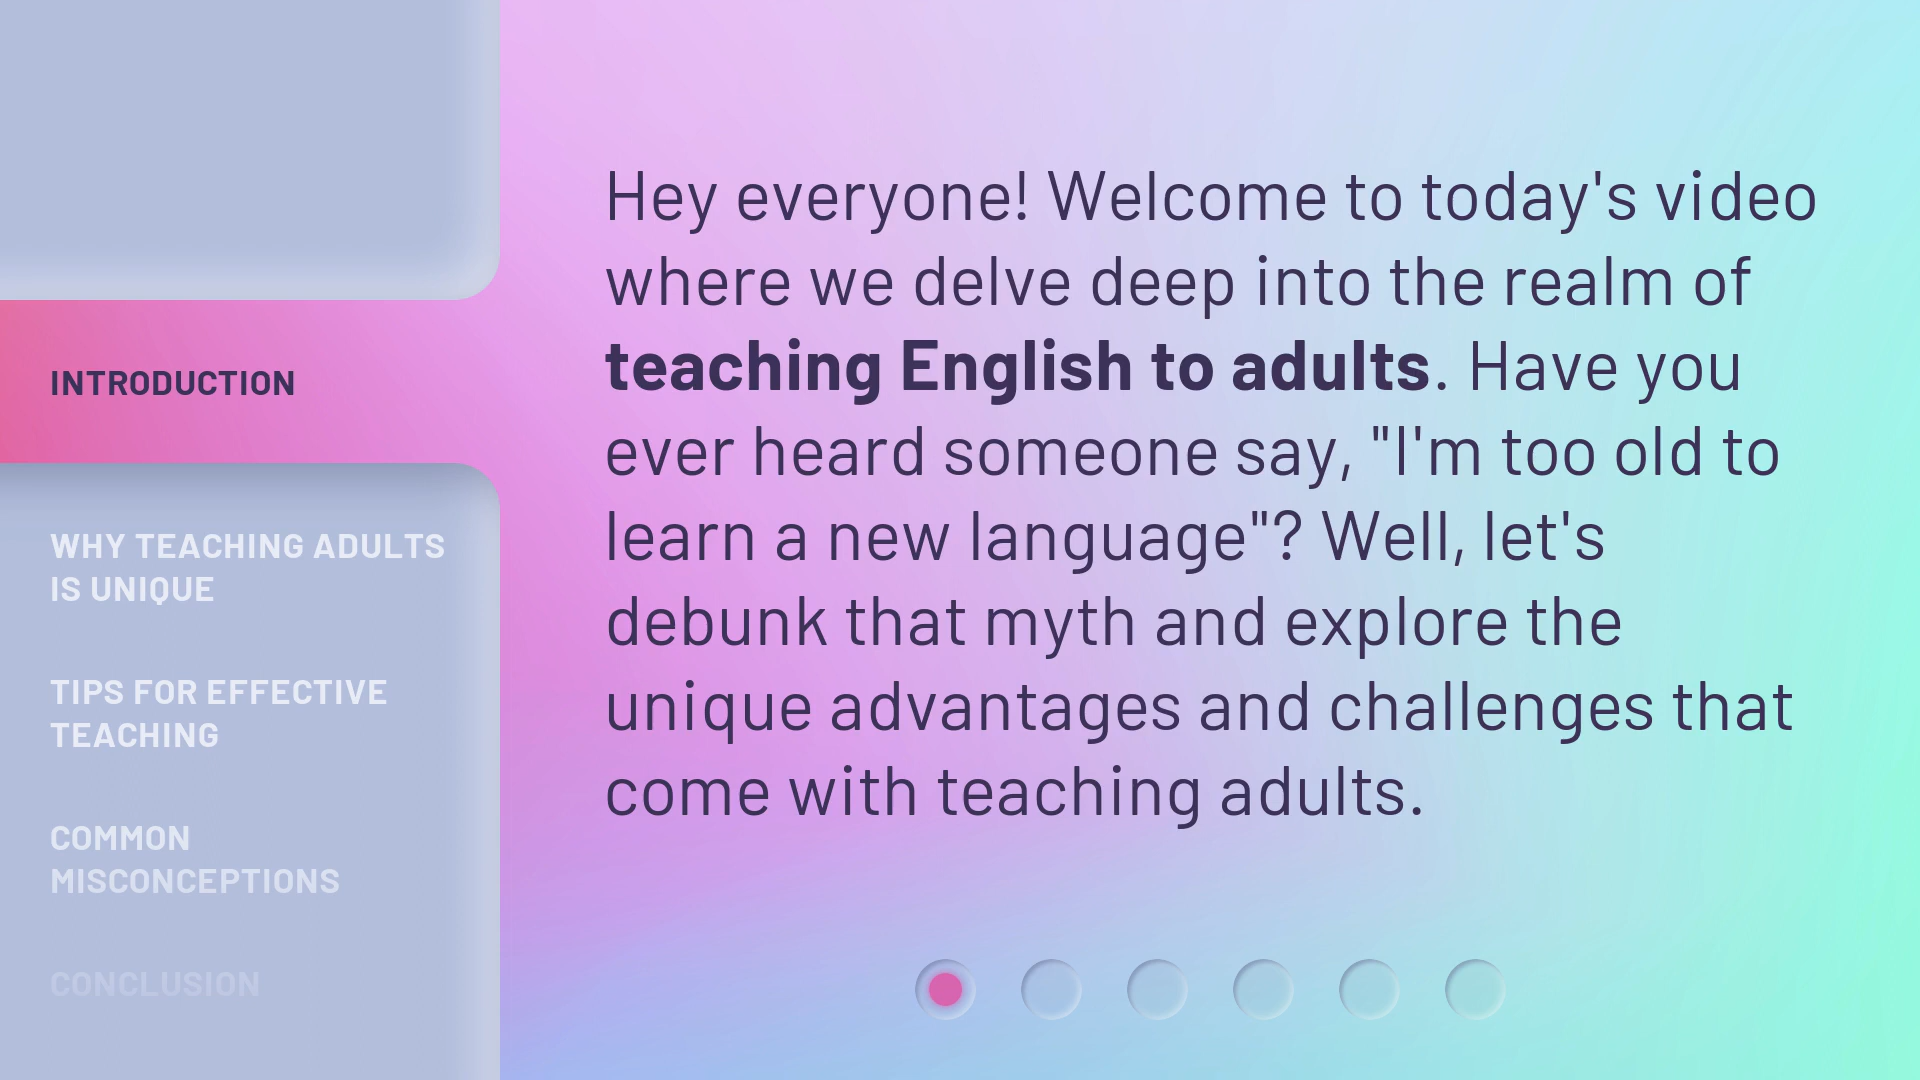 INTRODUCTION
WHY TEACHING ADULTS
IS UNIQUE
TIPS FOR EFFECTIVE
TEACHING
COMMON
MISCONCEPTIONS
CONCLUSION
Hey everyone! Welcome to today's video
where we delve deep into the realm of
teaching English to adults. Have you
ever heard someone say, "I'm too old to
learn a new language"? Well, let's
debunk that myth and explore the
unique advantages and challenges that
come with teaching adults.